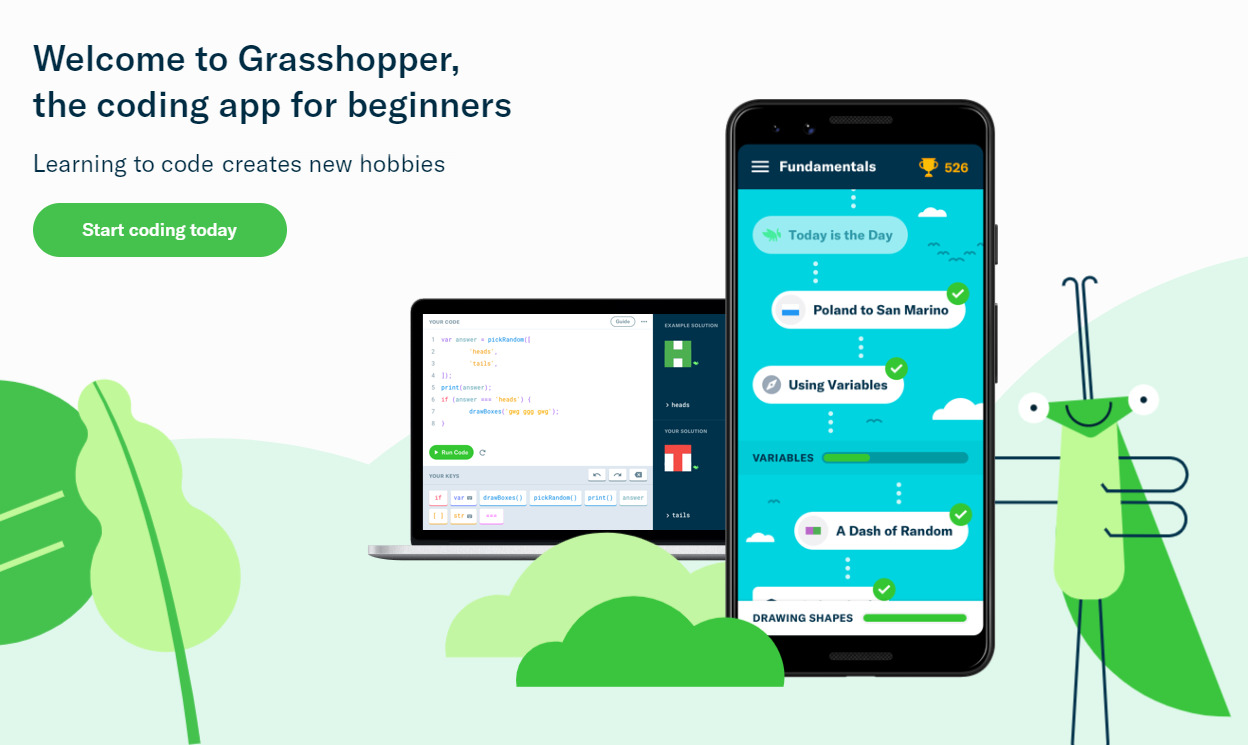 Welcome to Grasshopper,
the coding app for beginners
Learning to code creates new hobbies
Start coding today
YOUR CODE
Guide
1 var answer = pickRandom([
2 'heads',
3 'tails',
4 ]);
5 print(answer);
6 if (answer === 'heads') {
7 drawBoxes('gwg ggg gwg');
8 }
Run Code
YOUR KEYS
if var drawBoxes() pickRandom() print() answer
[ ] str ===
EXAMPLE SOLUTION
> heads
YOUR SOLUTION
> tails
Fundamentals 526
Today is the Day
Poland to San Marino
Using Variables
VARIABLES
A Dash of Random
DRAWING SHAPES